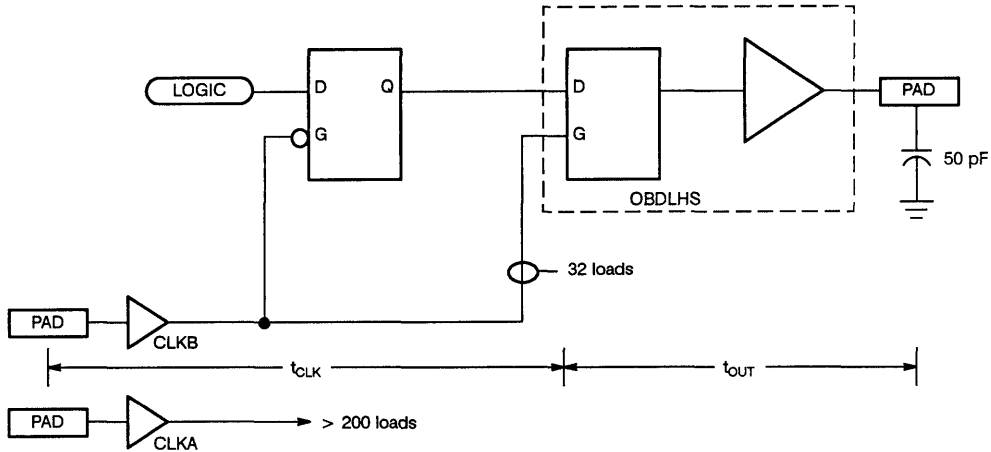 LOGIC
D
Q
G
D
G
OBDLHS
PAD
50 pF
32 loads
PAD
CLKB
tCLK
tOUT
PAD
CLKA
> 200 loads